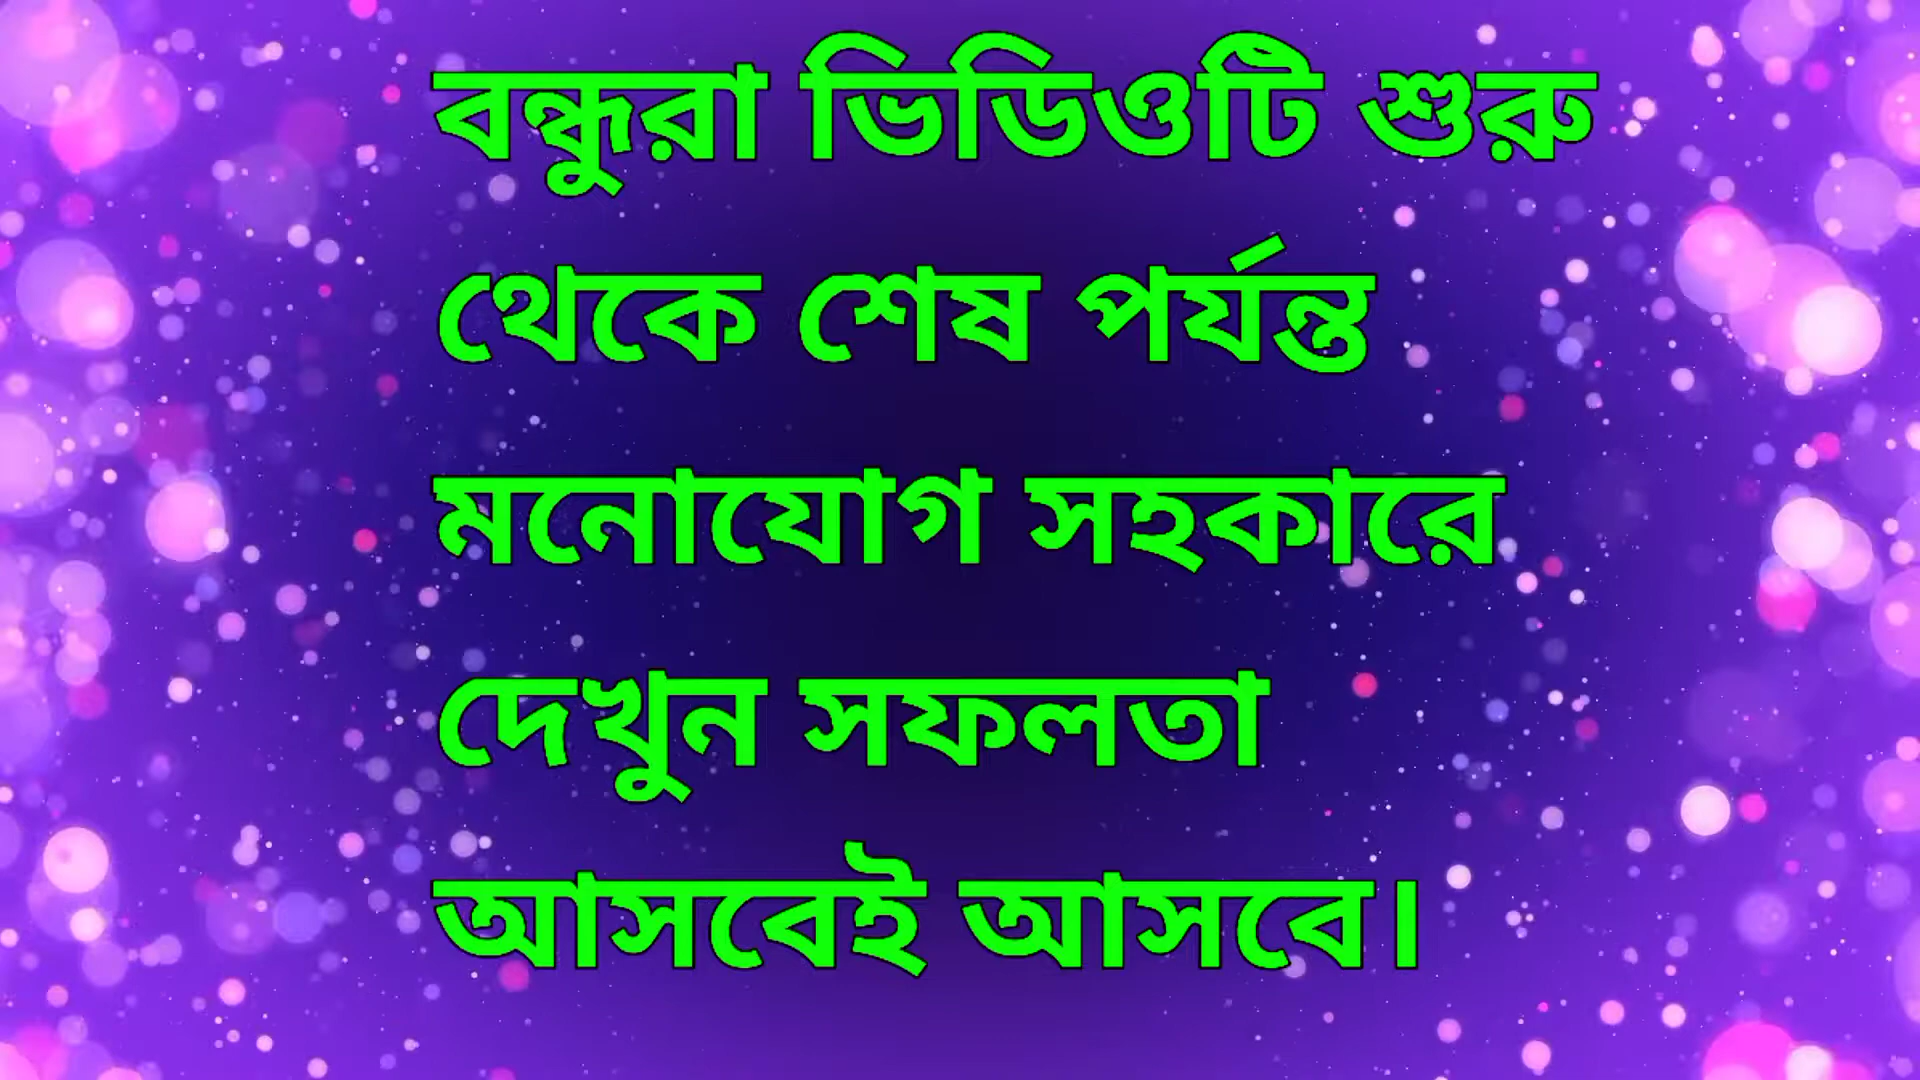 বন্ধুরা ভিডিওটি শুরু
থেকে শেষ পর্যন্ত
মনোযোগ সহকারে
দেখুন সফলতা
আসবেই আসবে।